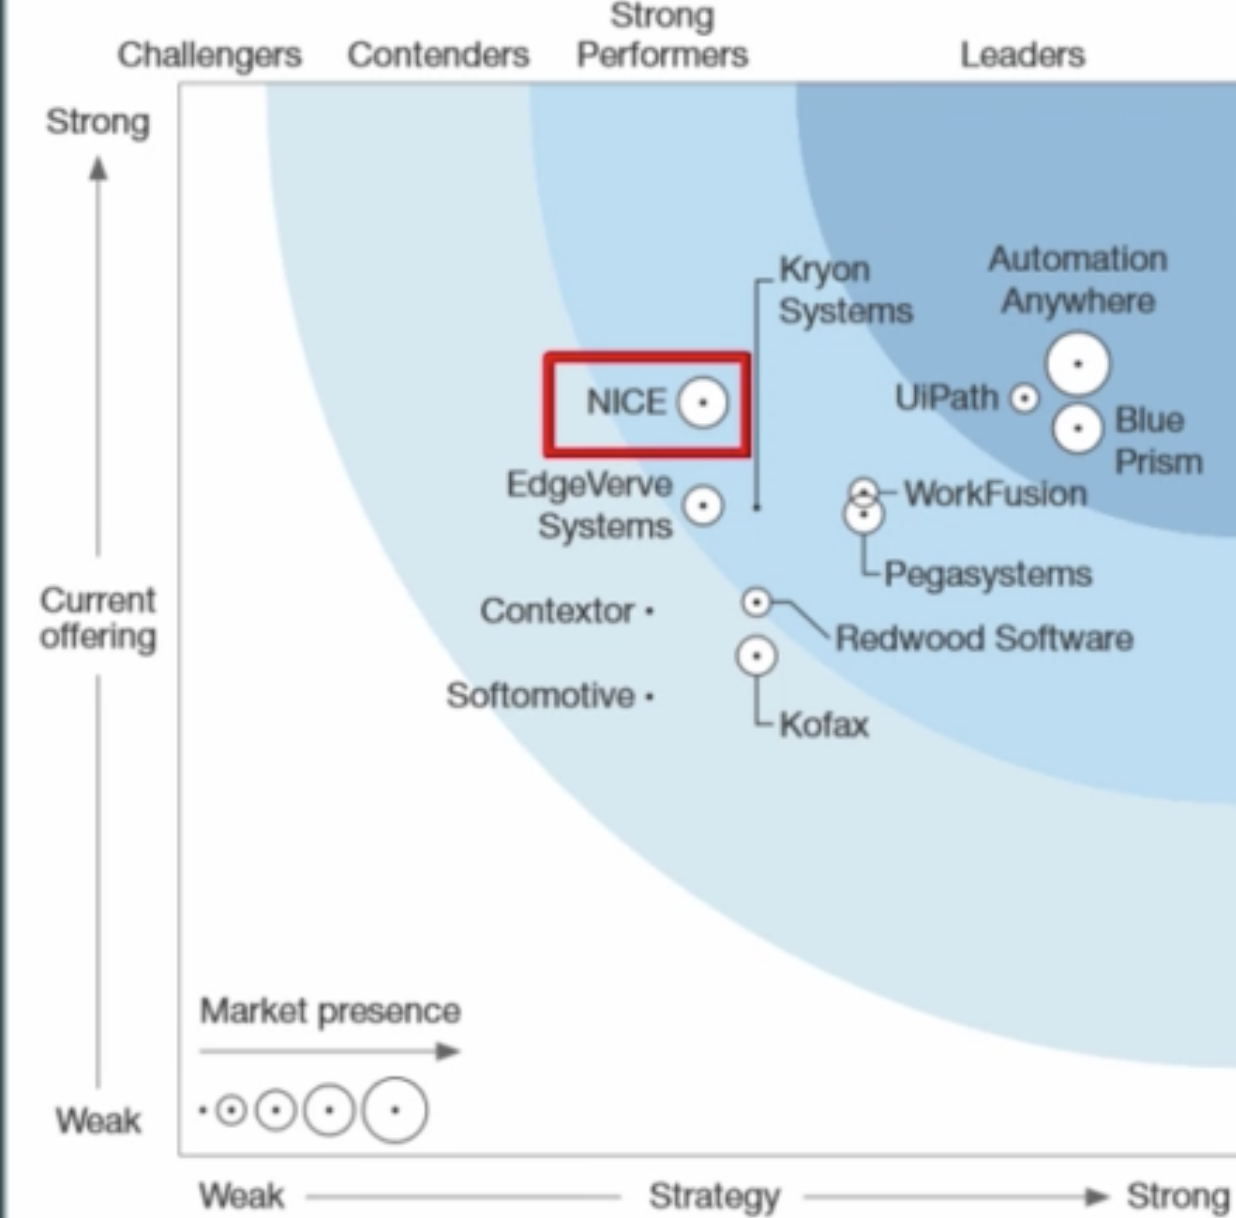 Strong
Challengers Contenders Performers Leaders
Strong
Kryon
Systems
Automation
Anywhere
NICE
UiPath
Blue
Prism
EdgeVerve
Systems
WorkFusion
Pegasystems
Current
offering
Contextor
Redwood Software
Softomotive
Kofax
Market presence
Weak
Weak Strategy Strong